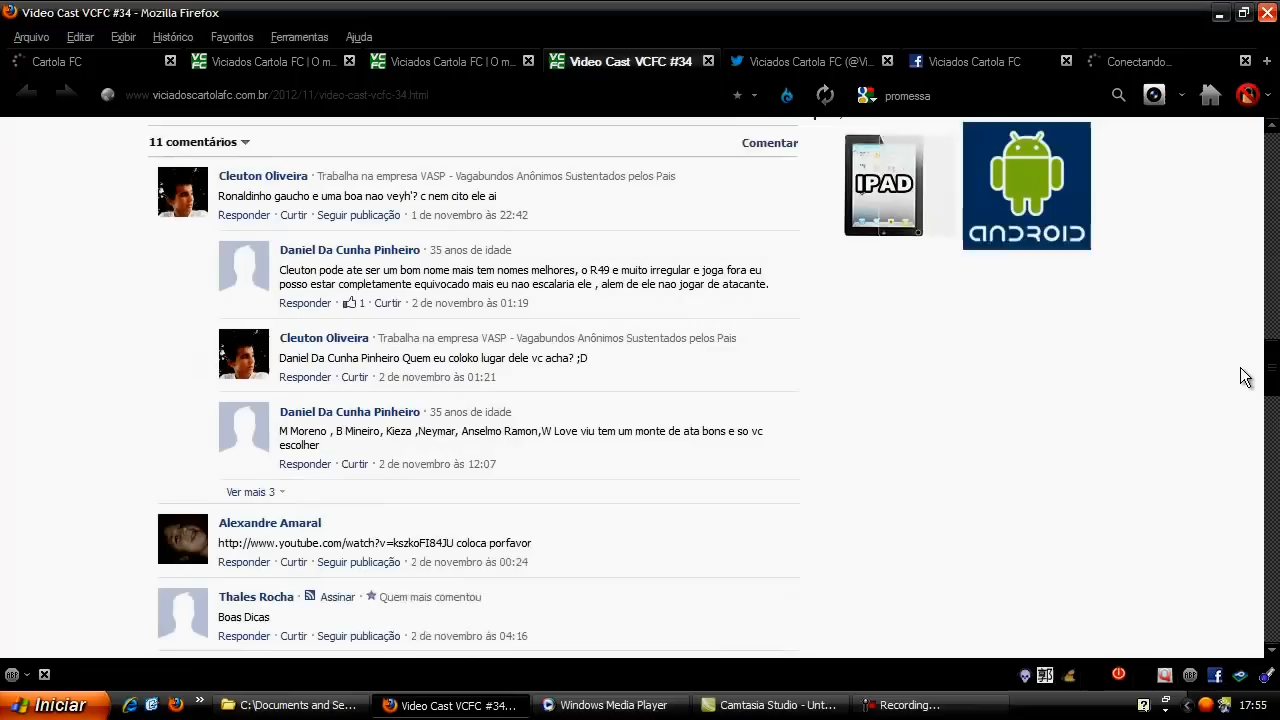 Video Cast VCFC #34 - Mozilla Firefox
Arquivo Editar Exibir Histórico Favoritos Ferramentas Ajuda
Cartola FC
VC FC Viciados Cartola FC | O m...
VC FC Viciados Cartola FC | O m...
VC FC Video Cast VCFC #34
Viciados Cartola FC (@Vi...
Viciados Cartola FC
Conectando...
www.viciadoscartolafc.com.br/2012/11/video-cast-vcfc-34.html
promessa
11 comentários
Comentar
IPAD
ANDROID
Cleuton Oliveira · Trabalha na empresa VASP - Vagabundos Anônimos Sustentados pelos Pais
Ronaldinho gaucho e uma boa nao veyh'? c nem cito ele ai
Responder · Curtir · Seguir publicação · 1 de novembro às 22:42
Daniel Da Cunha Pinheiro · 35 anos de idade
Cleuton pode ate ser um bom nome mais tem nomes melhores, o R49 e muito irregular e joga fora eu
posso estar completamente equivocado mais eu nao escalaria ele , alem de ele nao jogar de atacante.
Responder · 1 · Curtir · 2 de novembro às 01:19
Cleuton Oliveira · Trabalha na empresa VASP - Vagabundos Anônimos Sustentados pelos Pais
Daniel Da Cunha Pinheiro Quem eu coloko lugar dele vc acha? ;D
Responder · Curtir · 2 de novembro às 01:21
Daniel Da Cunha Pinheiro · 35 anos de idade
M Moreno , B Mineiro, Kieza ,Neymar, Anselmo Ramon,W Love viu tem um monte de ata bons e so vc
escolher
Responder · Curtir · 2 de novembro às 12:07
Ver mais 3
Alexandre Amaral
http://www.youtube.com/watch?v=kszkoFI84JU coloca porfavor
Responder · Curtir · Seguir publicação · 2 de novembro às 00:24
Thales Rocha · Assinar · Quem mais comentou
Boas Dicas
Responder · Curtir · Seguir publicação · 2 de novembro às 04:16
ABP
Iniciar
C:\Documents and Se...
Video Cast VCFC #34...
Windows Media Player
Camtasia Studio - Unt...
Recording...
17:55